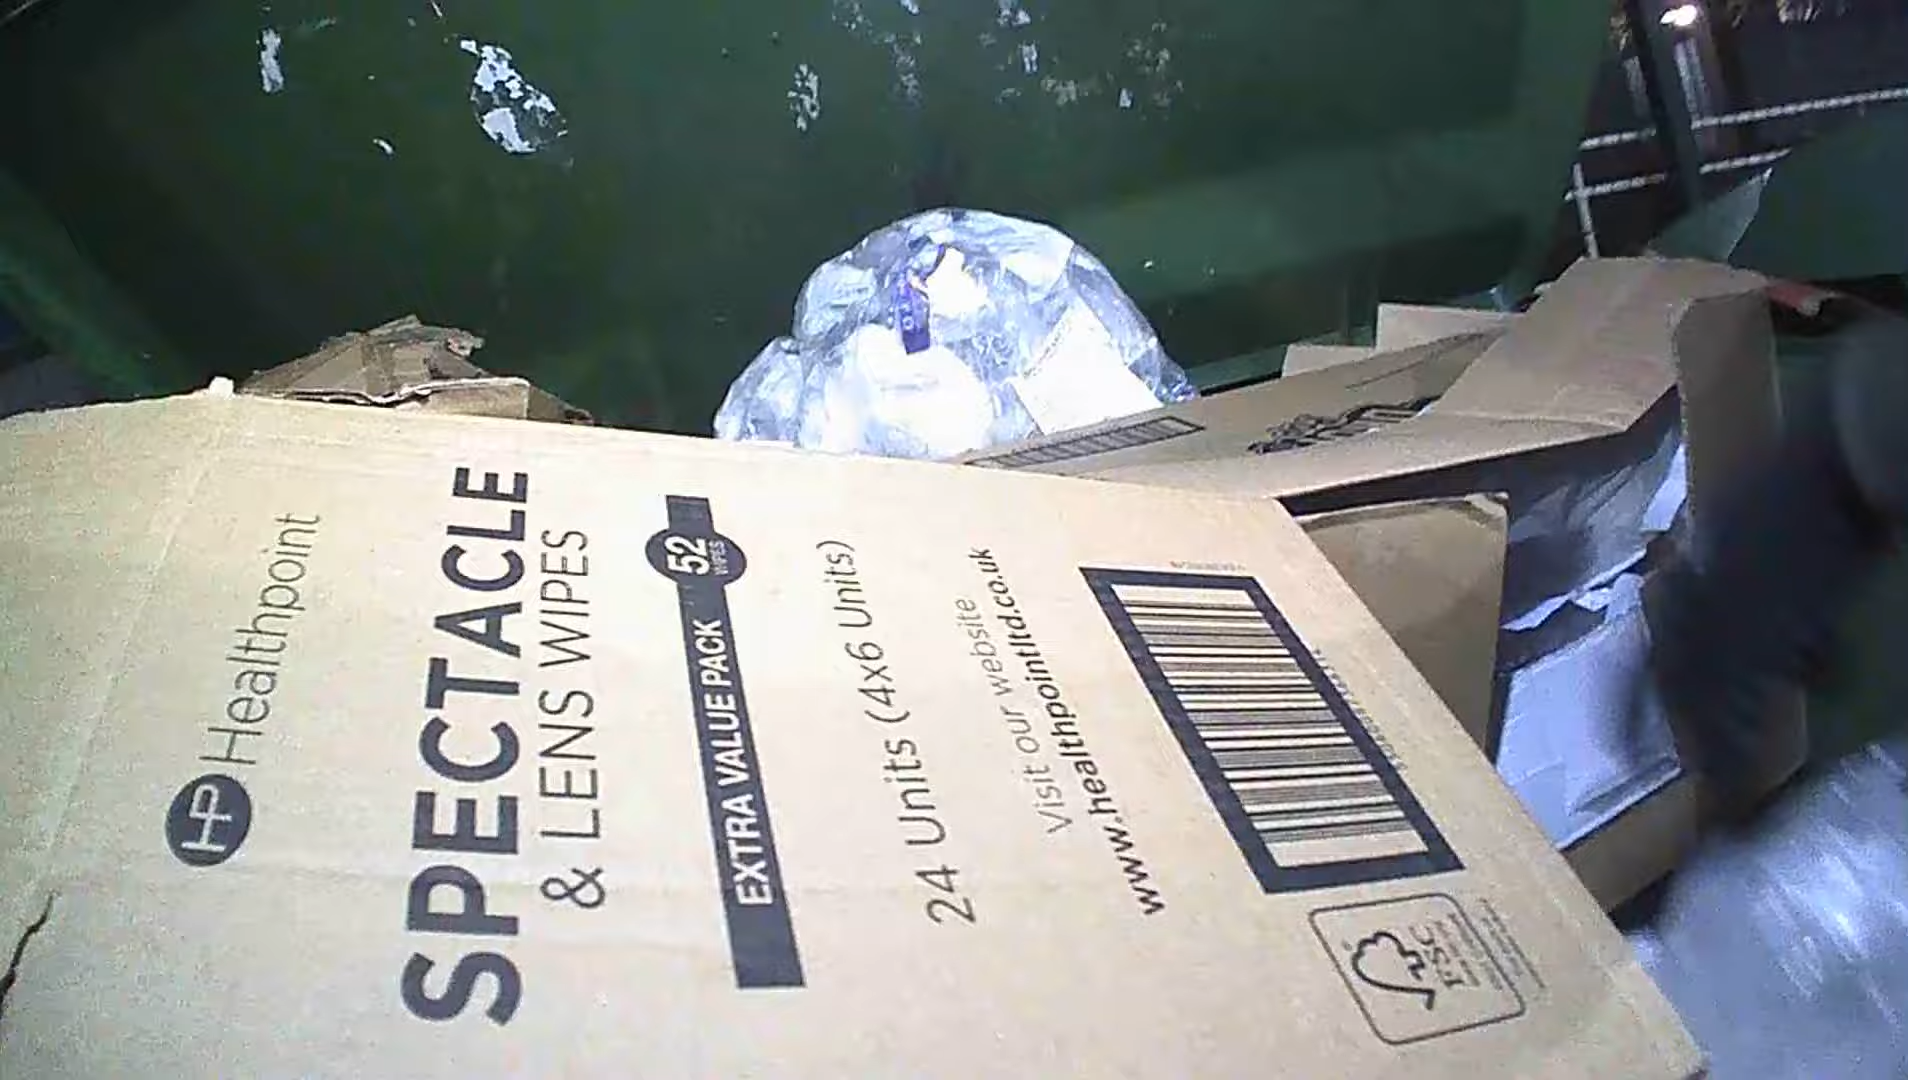 HP Healthpoint
SPECTACLE
& LENS WIPES
EXTRA VALUE PACK 52 WIPES
24 Units (4x6 Units)
Visit our website
www.healthpointltd.co.uk
FSC